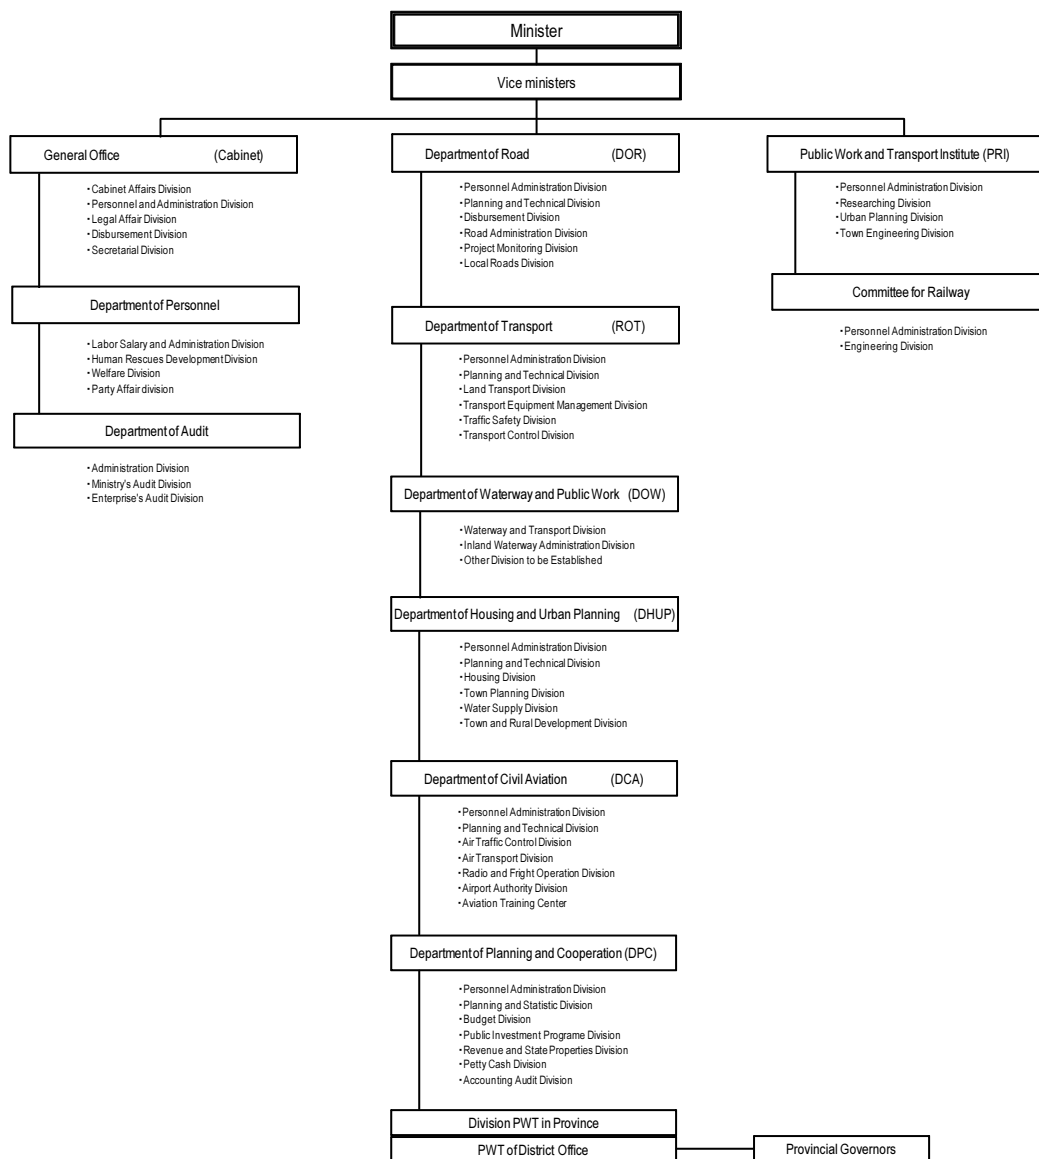 Minister
Vice ministers
General Office (Cabinet)
・Cabinet Affairs Division
・Personnel and Administration Division
・Legal Affair Division
・Disbursement Division
・Secretarial Division
Department of Personnel
・Labor Salary and Administration Division
・Human Rescues Development Division
・Welfare Division
・Party Affair division
Department of Audit
・Administration Division
・Ministry's Audit Division
・Enterprise's Audit Division
Department of Road (DOR)
・Personnel Administration Division
・Planning and Technical Division
・Disbursement Division
・Road Administration Division
・Project Monitoring Division
・Local Roads Division
Department of Transport (ROT)
・Personnel Administration Division
・Planning and Technical Division
・Land Transport Division
・Transport Equipment Management Division
・Traffic Safety Division
・Transport Control Division
Department of Waterway and Public Work (DOW)
・Waterway and Transport Division
・Inland Waterway Administration Division
・Other Division to be Established
Department of Housing and Urban Planning (DHUP)
・Personnel Administration Division
・Planning and Technical Division
・Housing Division
・Town Planning Division
・Water Supply Division
・Town and Rural Development Division
Department of Civil Aviation (DCA)
・Personnel Administration Division
・Planning and Technical Division
・Air Traffic Control Division
・Air Transport Division
・Radio and Fright Operation Division
・Airport Authority Division
・Aviation Training Center
Department of Planning and Cooperation (DPC)
・Personnel Administration Division
・Planning and Statistic Division
・Budget Division
・Public Investment Programe Division
・Revenue and State Properties Division
・Petty Cash Division
・Accounting Audit Division
Division PWT in Province
PWT of District Office
Provincial Governors
Public Work and Transport Institute (PRI)
・Personnel Administration Division
・Researching Division
・Urban Planning Division
・Town Engineering Division
Committee for Railway
・Personnel Administration Division
・Engineering Division